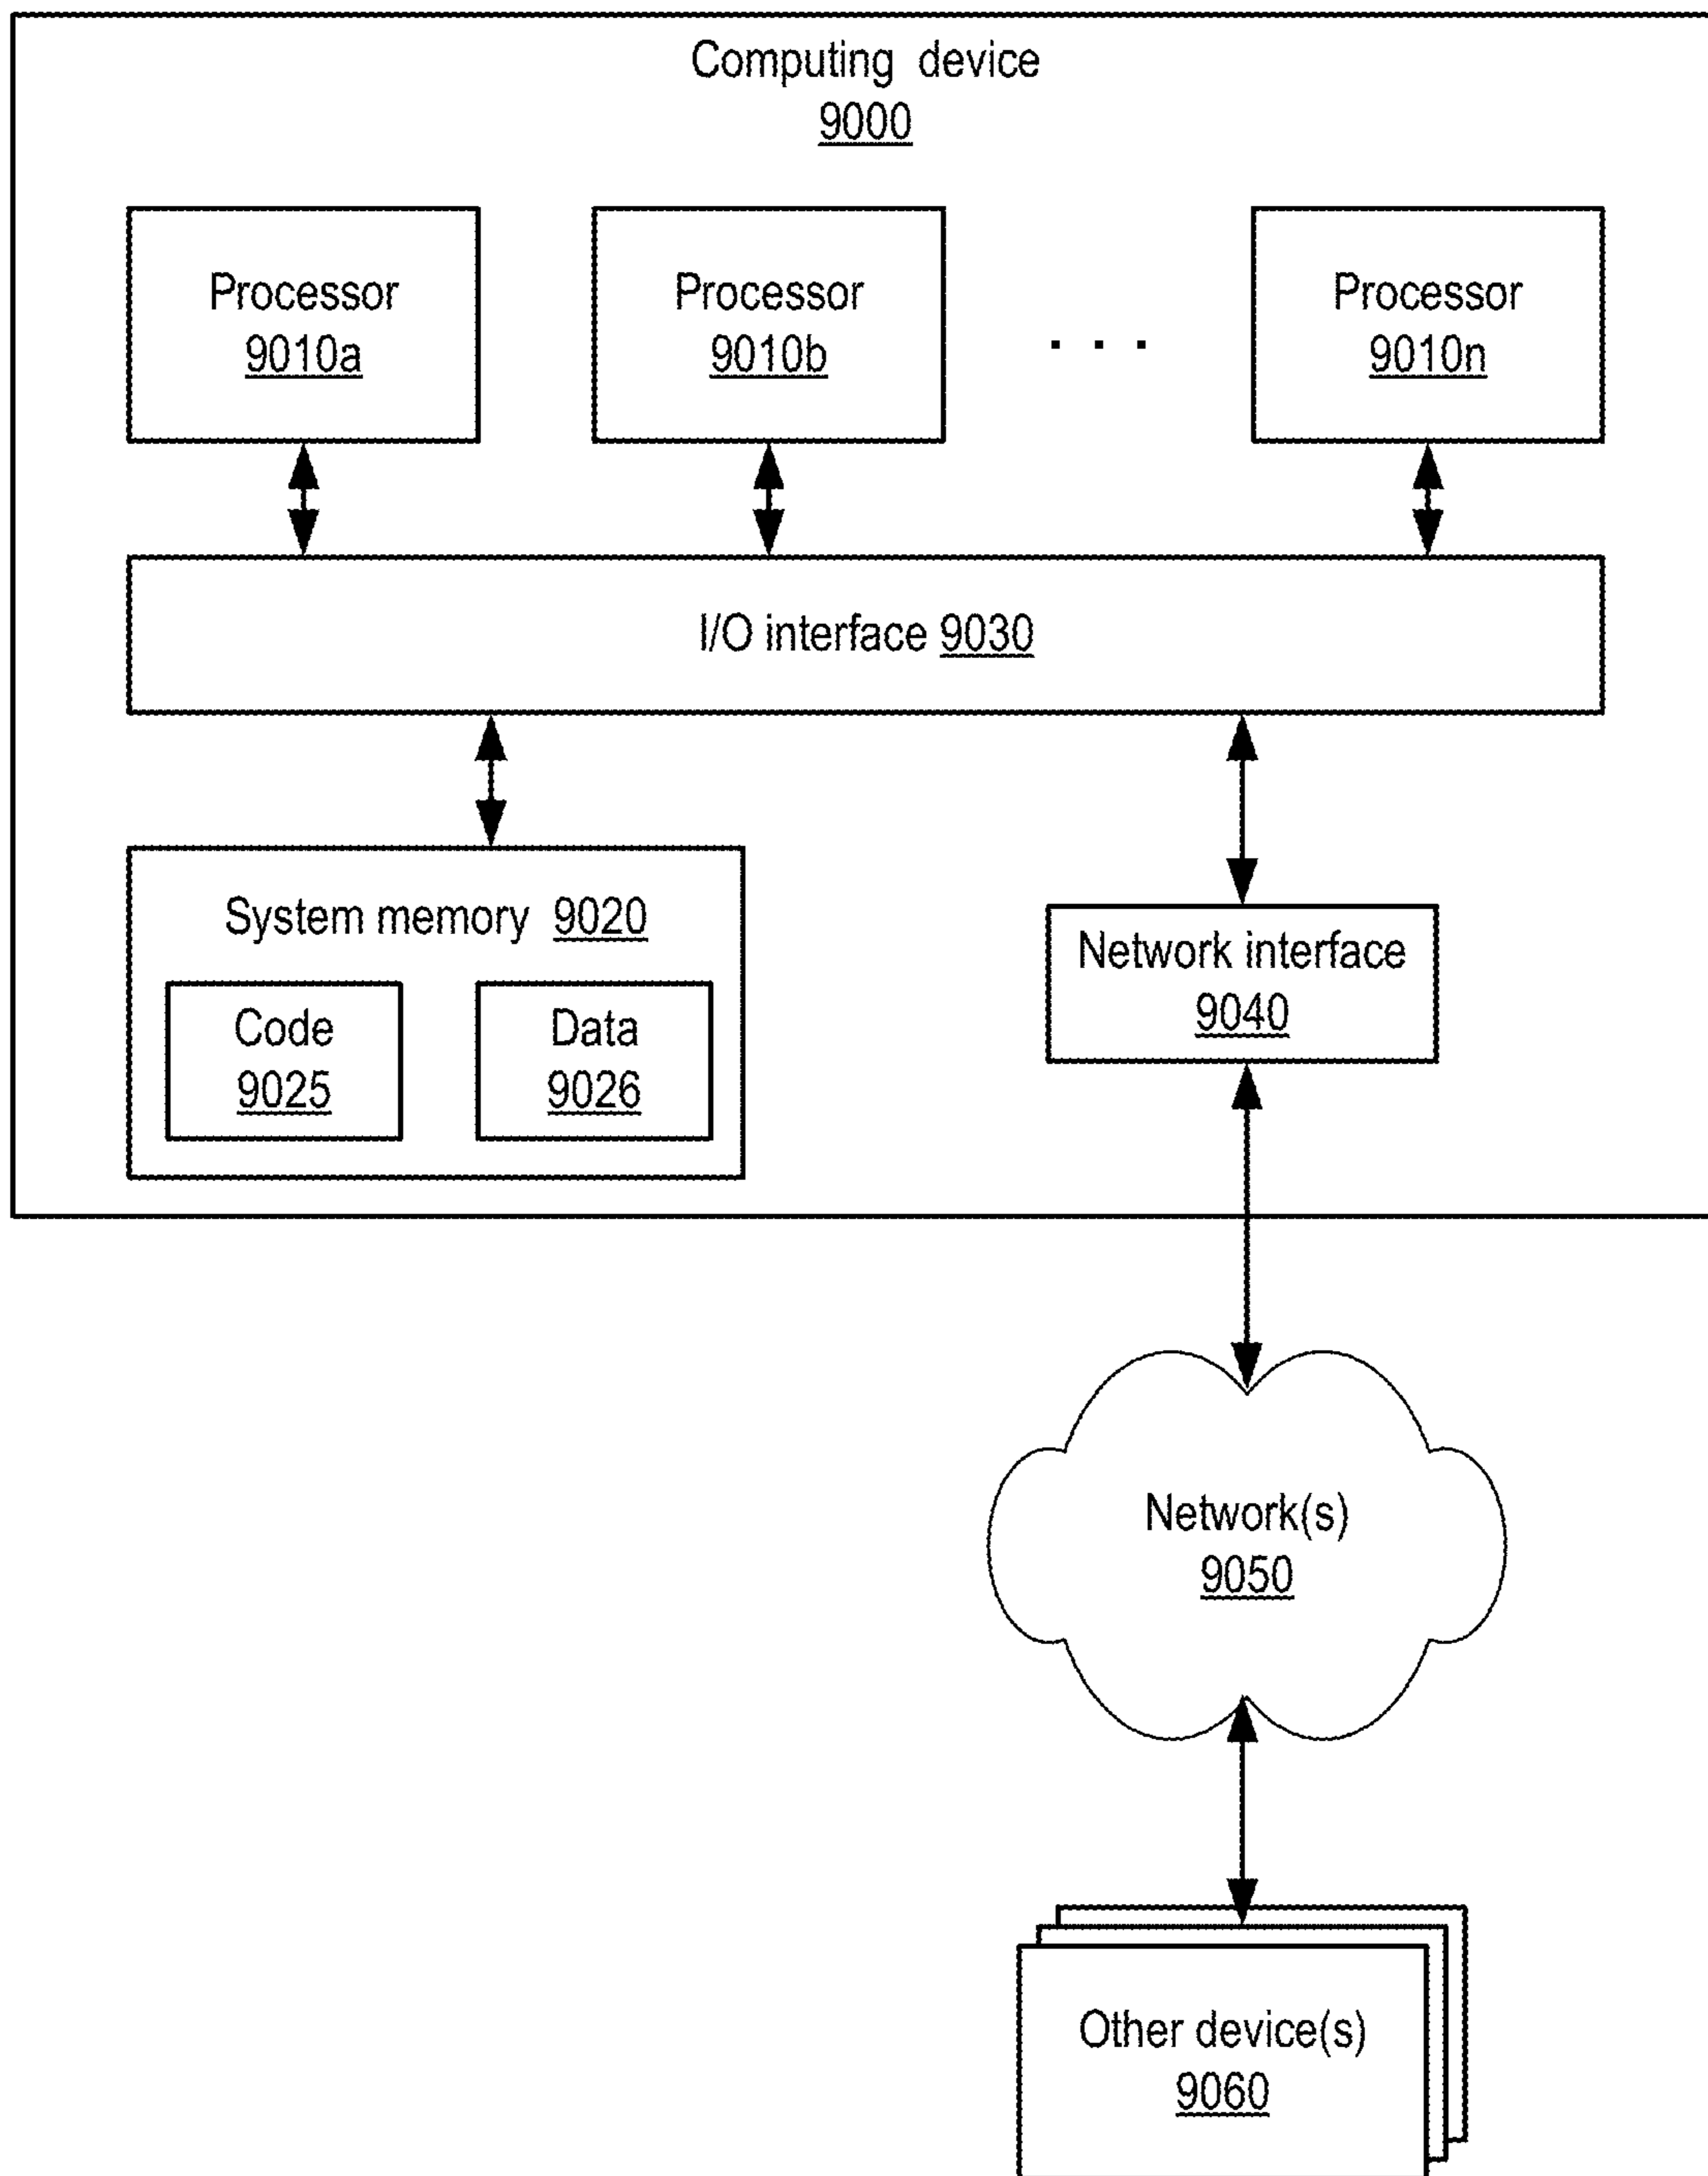 Computing device
9000
Processor
9010a
Processor
9010b
. . .
Processor
9010n
I/O interface 9030
System memory 9020
Code
9025
Data
9026
Network interface
9040
Network(s)
9050
Other device(s)
9060